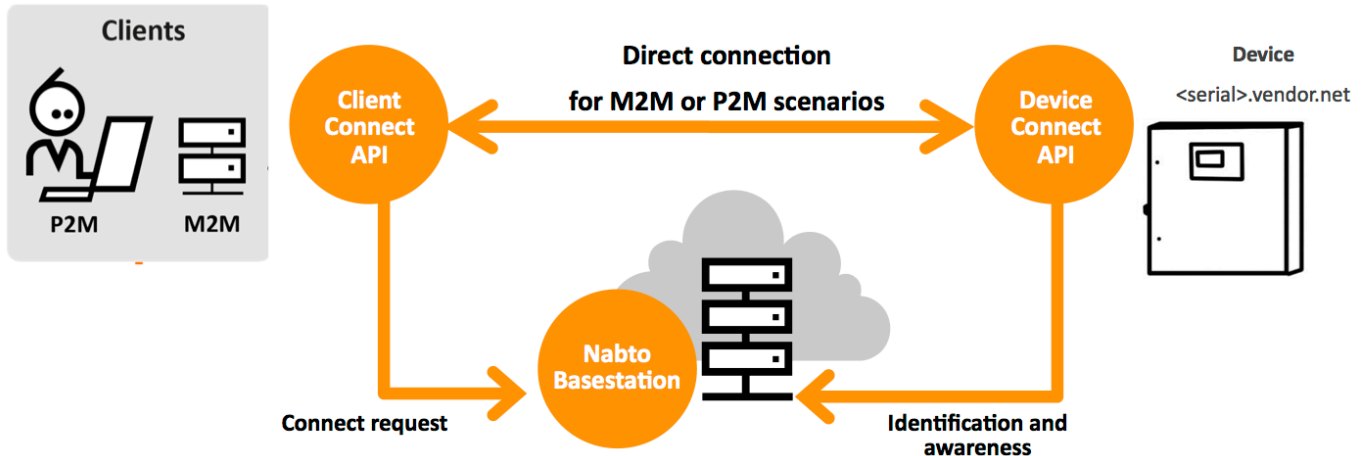 Clients
P2M
M2M
Client
Connect
API
Direct connection
for M2M or P2M scenarios
Device
Connect
API
Device
<serial>.vendor.net
Nabto
Basestation
Connect request
Identification and
awareness